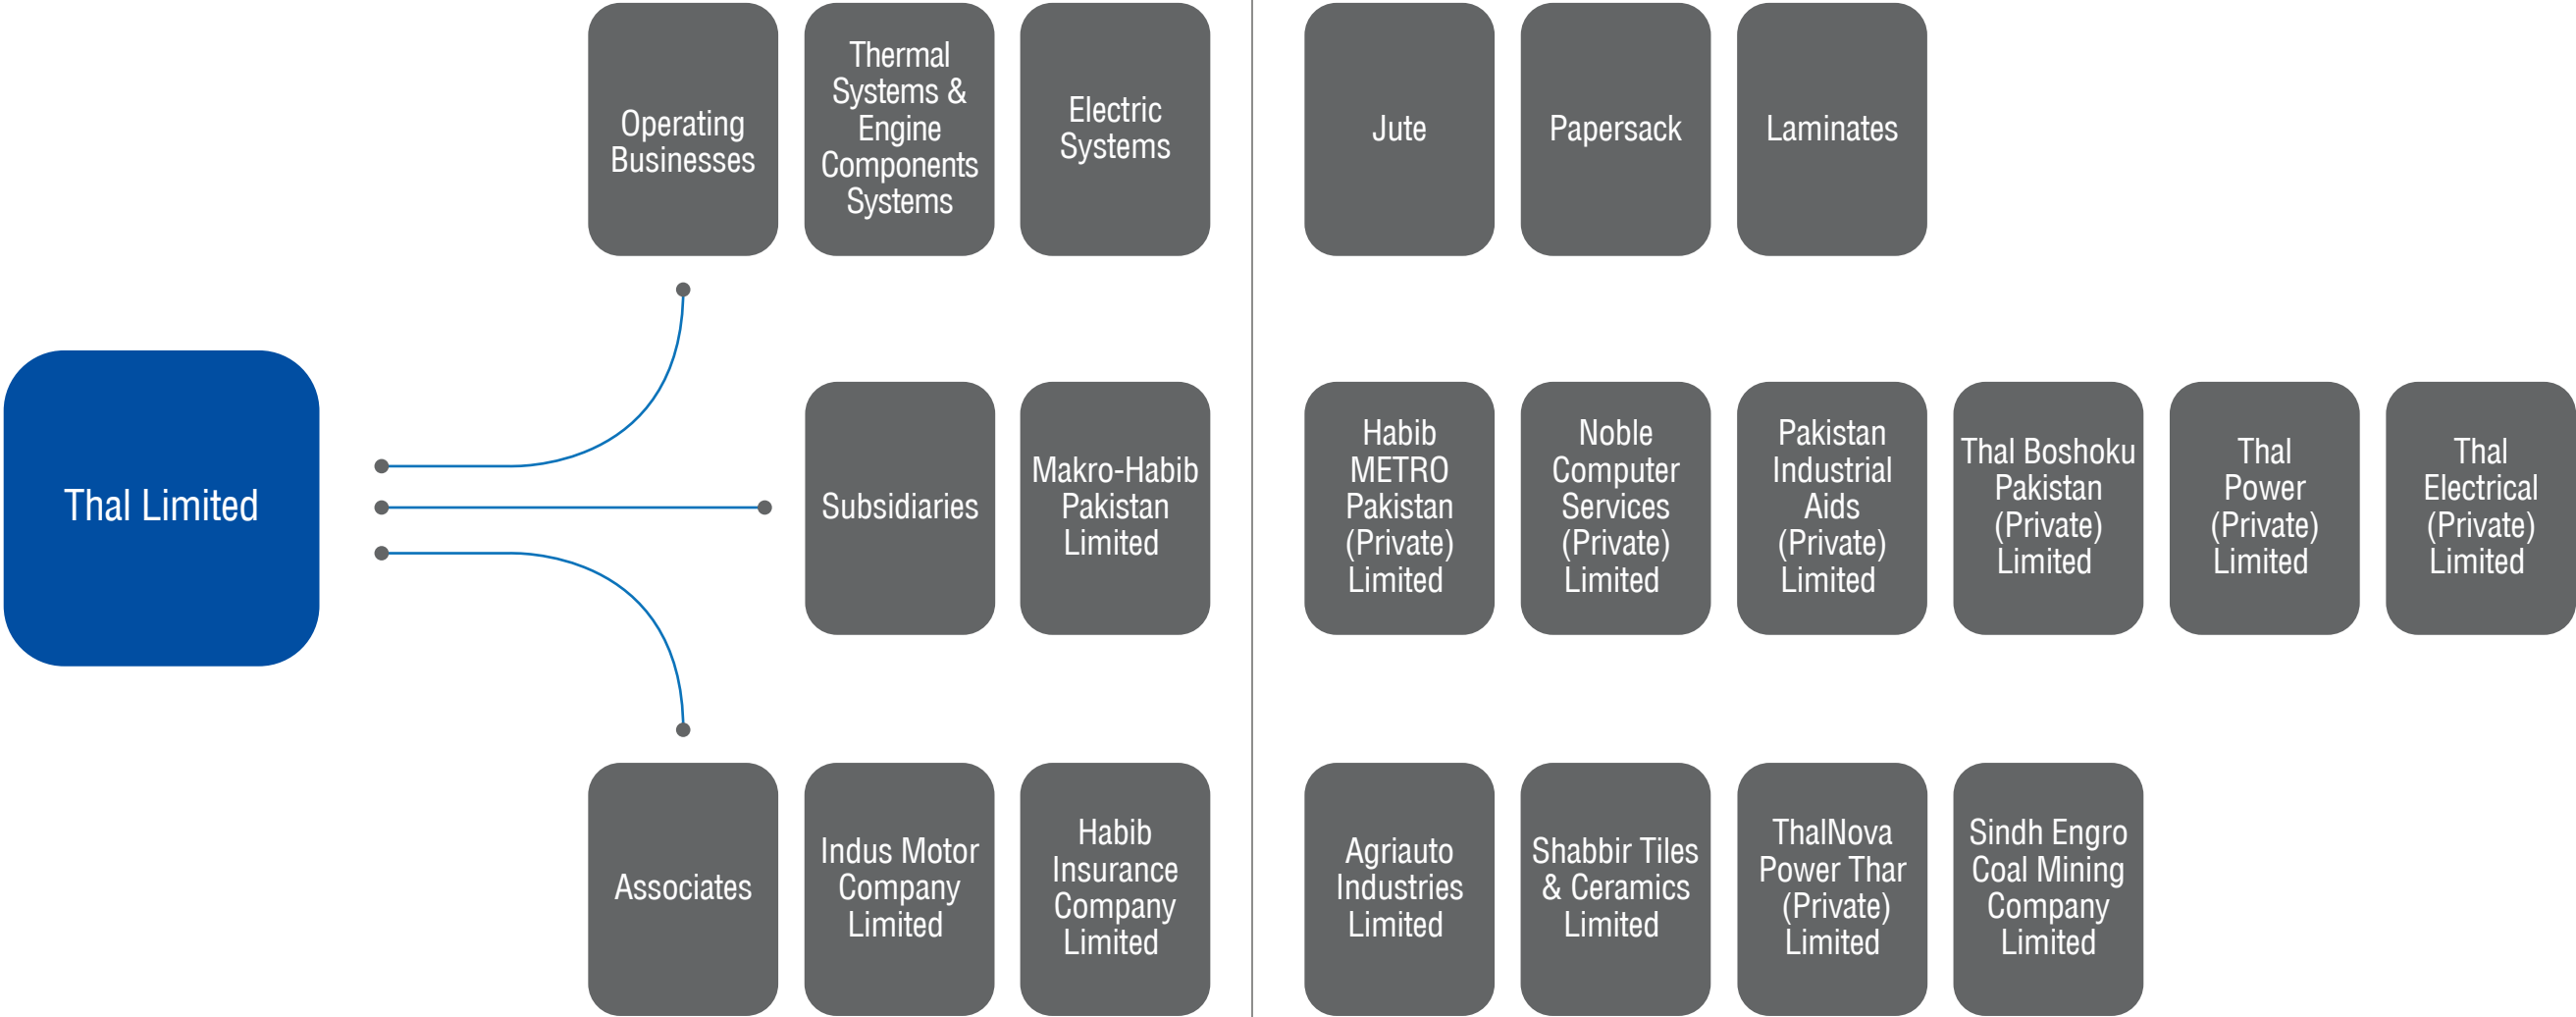 Thal Limited
Operating
Businesses
Thermal
Systems &
Engine
Components
Systems
Electric
Systems
Jute
Papersack
Laminates
Subsidiaries
Makro-Habib
Pakistan
Limited
Habib
METRO
Pakistan
(Private)
Limited
Noble
Computer
Services
(Private)
Limited
Pakistan
Industrial
Aids
(Private)
Limited
Thal Boshoku
Pakistan
(Private)
Limited
Thal
Power
(Private)
Limited
Thal
Electrical
(Private)
Limited
Associates
Indus Motor
Company
Limited
Habib
Insurance
Company
Limited
Agriauto
Industries
Limited
Shabbir Tiles
& Ceramics
Limited
ThalNova
Power Thar
(Private)
Limited
Sindh Engro
Coal Mining
Company
Limited